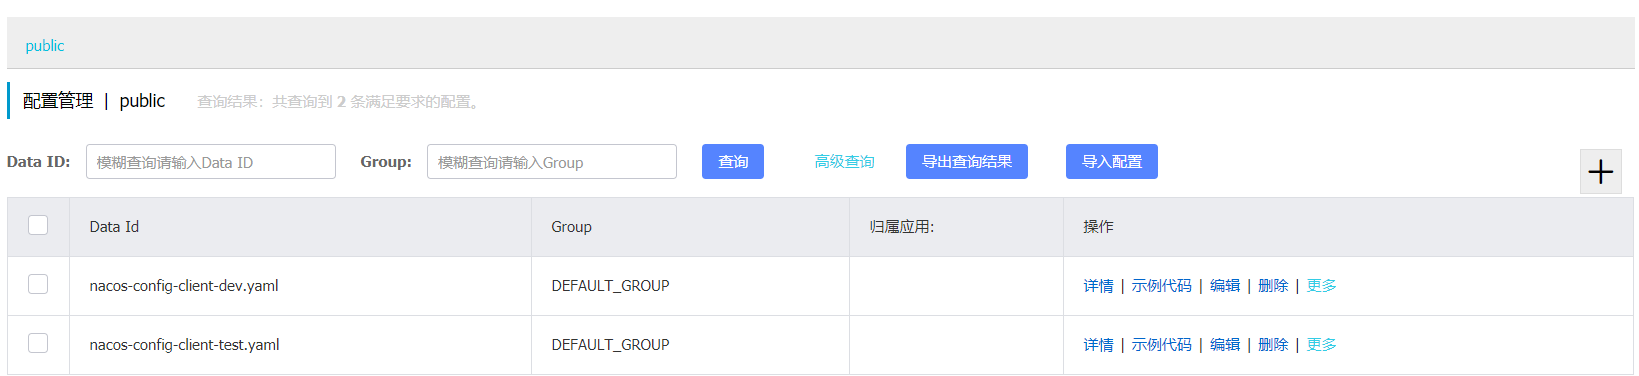 public
配置管理 | public 查询结果：共查询到 2 条满足要求的配置。
Data ID: 模糊查询请输入Data ID Group: 模糊查询请输入Group 查询 高级查询 导出查询结果 导入配置
Data Id Group 归属应用: 操作
nacos-config-client-dev.yaml DEFAULT_GROUP 详情 | 示例代码 | 编辑 | 删除 | 更多
nacos-config-client-test.yaml DEFAULT_GROUP 详情 | 示例代码 | 编辑 | 删除 | 更多